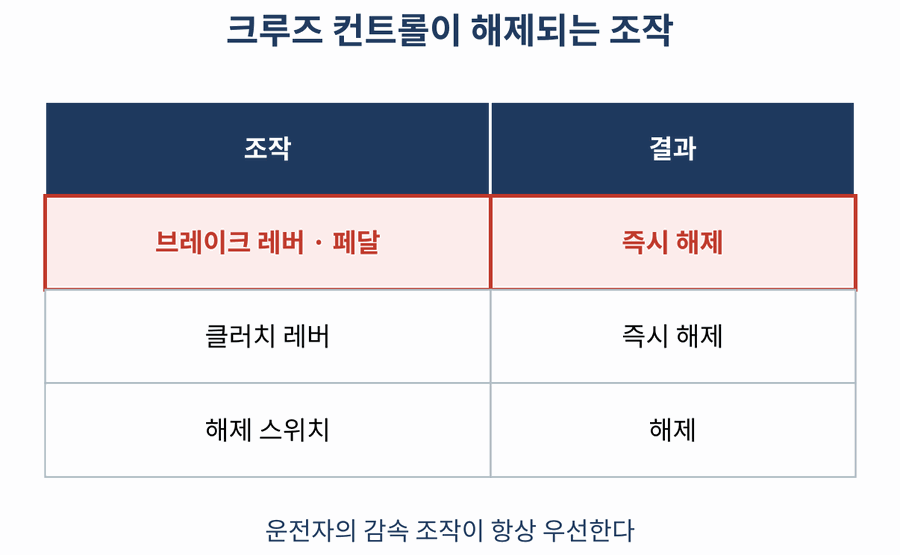 크루즈 컨트롤이 해제되는 조작
조작 결과
브레이크 레버 · 페달 즉시 해제
클러치 레버 즉시 해제
해제 스위치 해제
운전자의 감속 조작이 항상 우선한다